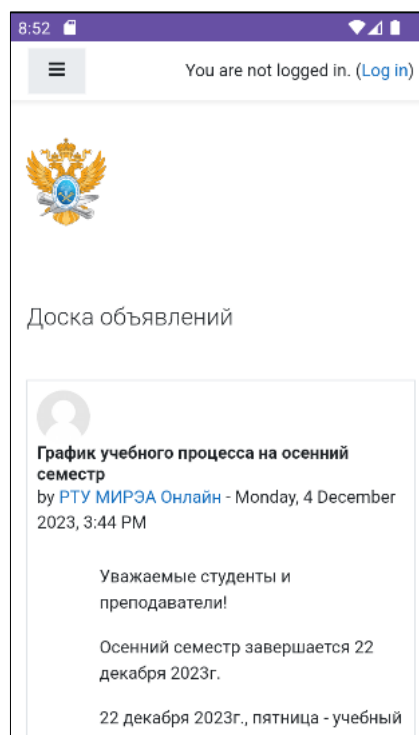 8:52
You are not logged in. (Log in)
Доска объявлений
График учебного процесса на осенний
семестр
by РТУ МИРЭА Онлайн - Monday, 4 December
2023, 3:44 PM
Уважаемые студенты и
преподаватели!
Осенний семестр завершается 22
декабря 2023г.
22 декабря 2023г., пятница - учебный